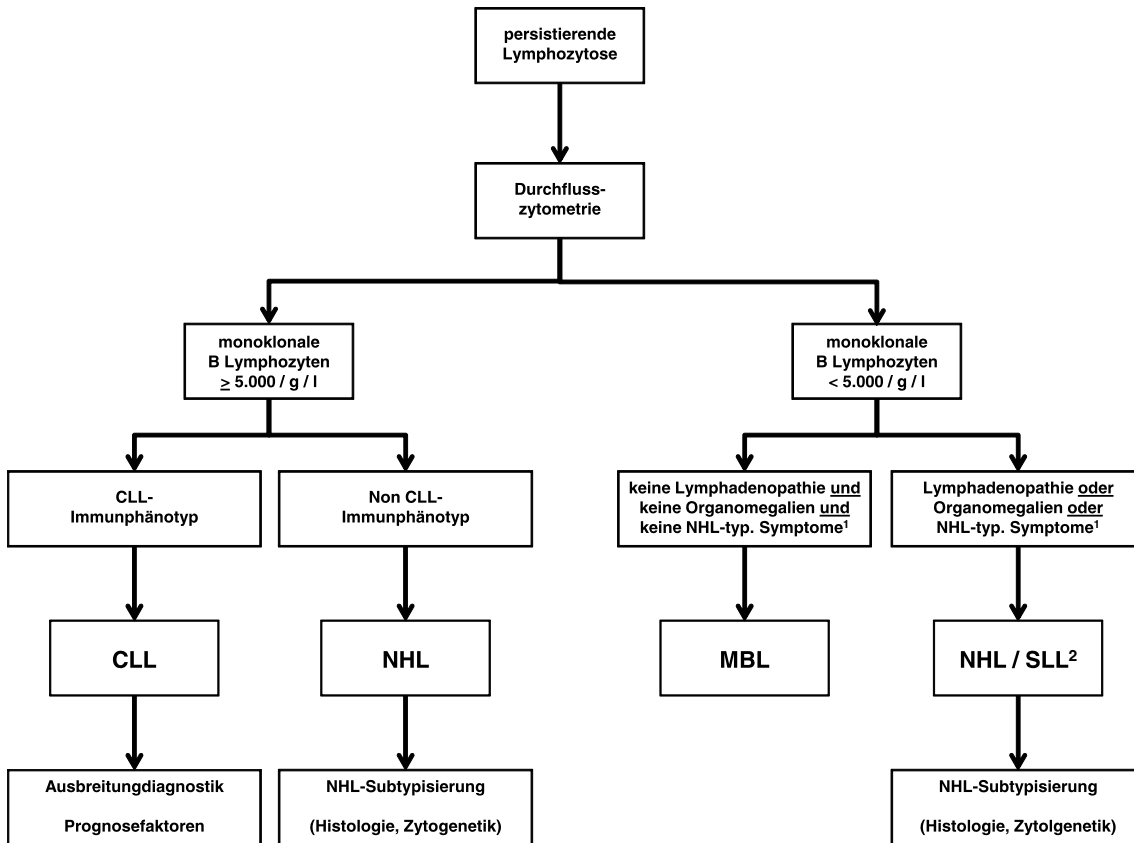 persistierende
Lymphozytose
Durchfluss-
zytometrie
monoklonale
B Lymphozyten
≥ 5.000 / g / l
monoklonale
B Lymphozyten
< 5.000 / g / l
CLL-
Immunphänotyp
Non CLL-
Immunphänotyp
keine Lymphadenopathie und
keine Organomegalien und
keine NHL-typ. Symptome¹
Lymphadenopathie oder
Organomegalien oder
NHL-typ. Symptome¹
CLL
NHL
MBL
NHL / SLL²
Ausbreitungdiagnostik
Prognosefaktoren
NHL-Subtypisierung
(Histologie, Zytogenetik)
NHL-Subtypisierung
(Histologie, Zytolgenetik)